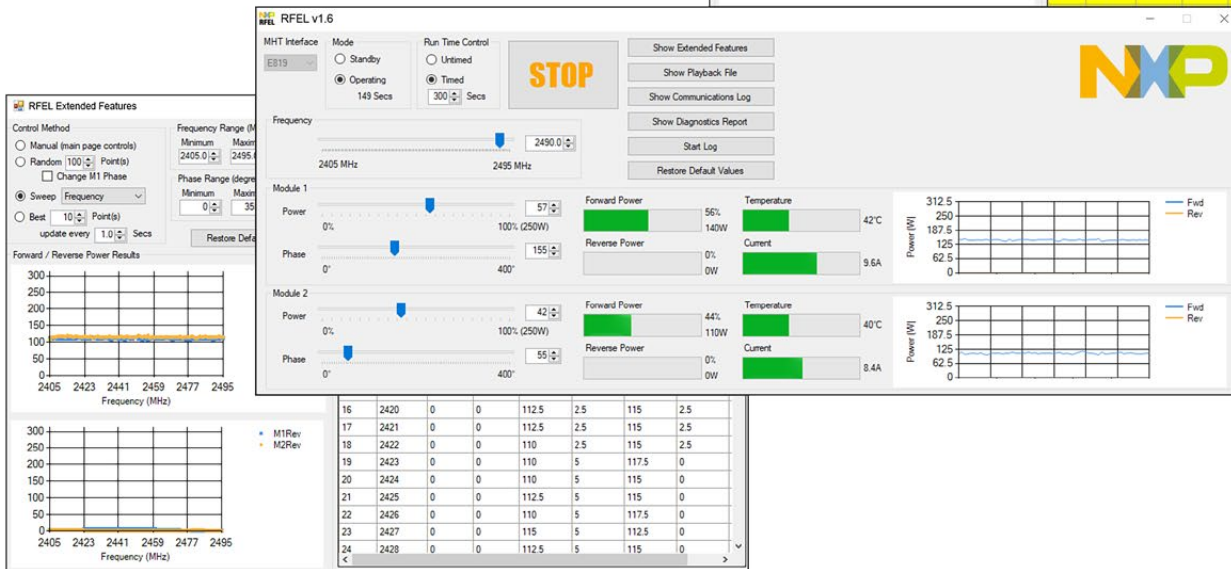 NXP RFEL RFEL v1.6
MHT Interface
E819
Mode
Standby
Operating
149 Secs
Run Time Control
Untimed
Timed
300 Secs
STOP
Show Extended Features
Show Playback File
Show Communications Log
Show Diagnostics Report
Start Log
Restore Default Values
NXP
Frequency
2490.0
2405 MHz 2495 MHz
Module 1
Power 57
0% 100% (250W)
Phase 155
0° 400°
Forward Power
56%
140W
Reverse Power
0%
0W
Temperature
42°C
Current
9.6A
Power [W]
312.5
250
187.5
125
62.5
0
Fwd
Rev
Module 2
Power 42
0% 100% (250W)
Phase 55
0° 400°
Forward Power
44%
110W
Reverse Power
0%
0W
Temperature
40°C
Current
8.4A
Power [W]
312.5
250
187.5
125
62.5
0
Fwd
Rev
RFEL Extended Features
Control Method
Manual (main page controls)
Random 100 Point(s)
Change M1 Phase
Sweep Frequency
Best 10 Point(s)
update every 1.0 Secs
Frequency Range (M
Minimum Maxim
2405.0 2495.
Phase Range (degre
Minimum Maxim
0 35
Restore Defa
Forward / Reverse Power Results
300
250
200
150
100
50
0
2405 2423 2441 2459 2477 2495
Frequency (MHz)
300
250
200
150
100
50
0
2405 2423 2441 2459 2477 2495
Frequency (MHz)
M1Rev
M2Rev
16 2420 0 0 112.5 2.5 115 2.5
17 2421 0 0 112.5 2.5 115 2.5
18 2422 0 0 110 2.5 115 2.5
19 2423 0 0 110 5 117.5 0
20 2424 0 0 110 5 115 0
21 2425 0 0 112.5 5 115 0
22 2426 0 0 110 5 117.5 0
23 2427 0 0 115 5 112.5 0
24 2428 0 0 112.5 5 115 0